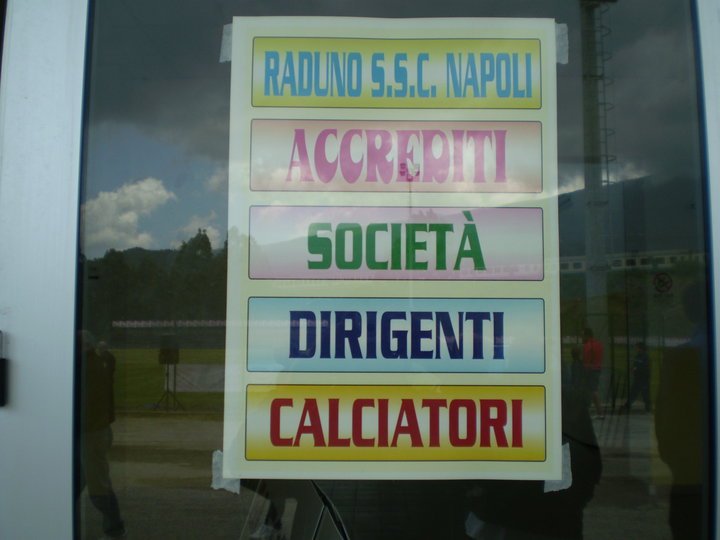 RADUNO S.S.C. NAPOLI
ACCREDITI
SOCIETÀ
DIRIGENTI
CALCIATORI